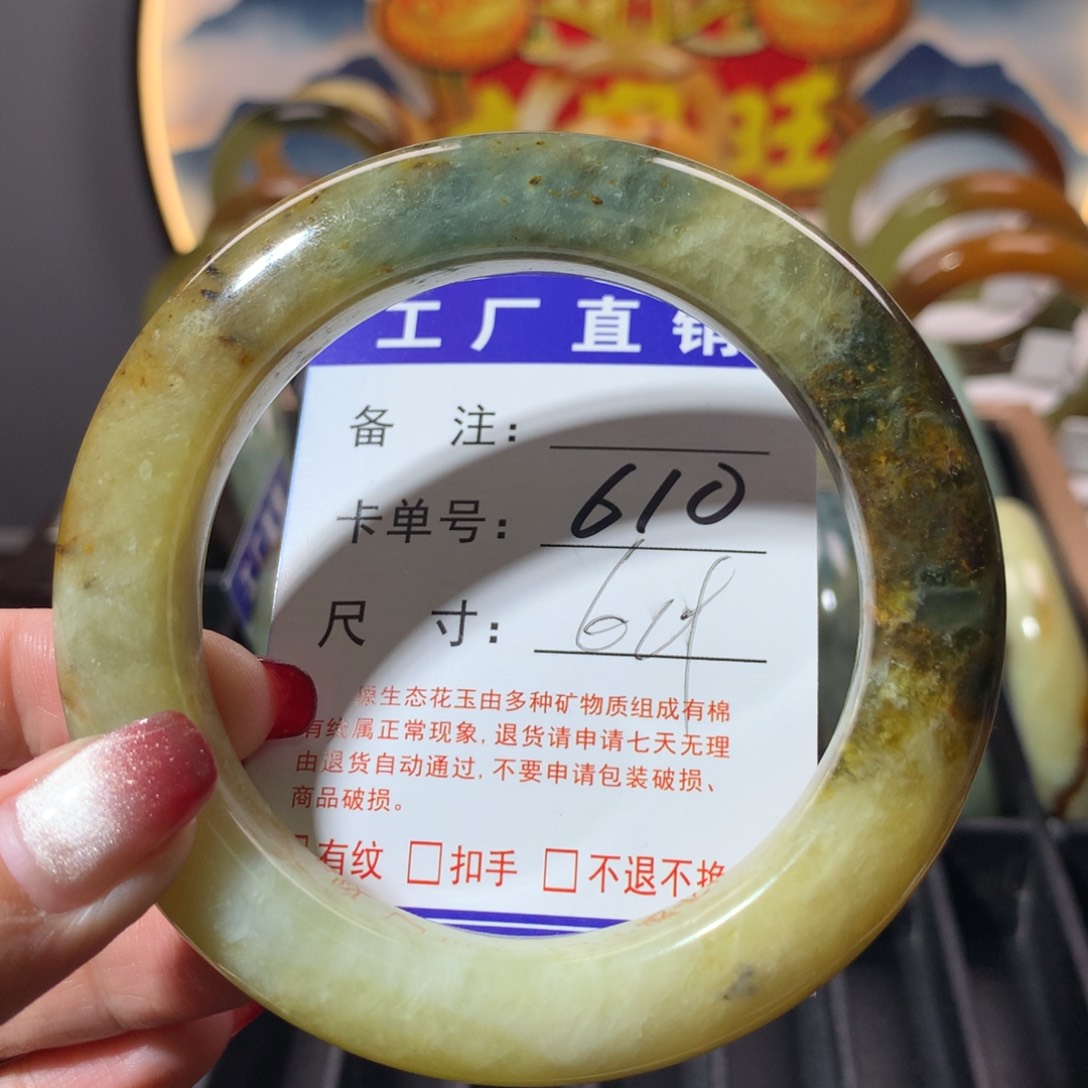 旺
工厂直销
备 注:
卡单号: 610
尺 寸:
原生态花玉由多种矿物质组成有棉
有纹属正常现象,退货请申请七天无理
由退货自动通过,不要申请包装破损、
商品破损。
有纹 □扣手 □不退不换